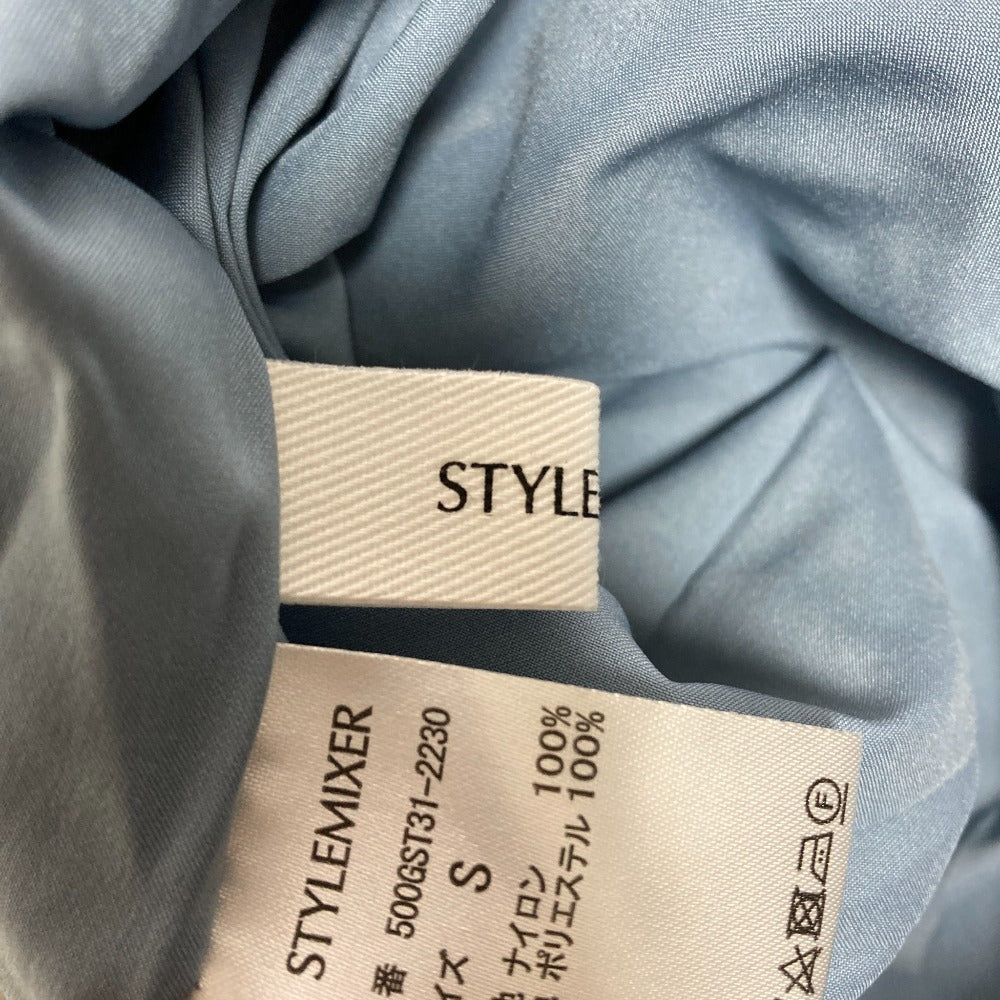 STYLE
STYLEMIXER
番 500GST31-2230
イズ S
ナイロン 100%
ポリエステル 100%
F